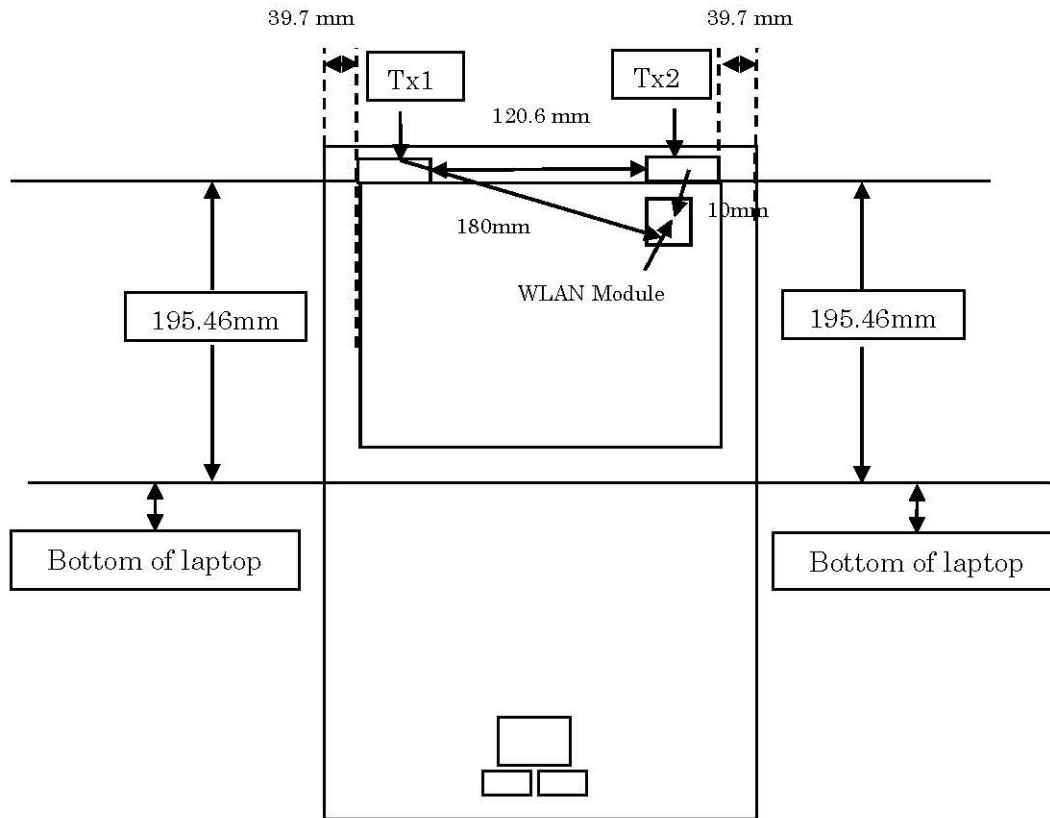 39.7 mm
39.7 mm
Tx1
Tx2
120.6 mm
180mm
10mm
WLAN Module
195.46mm
195.46mm
Bottom of laptop
Bottom of laptop